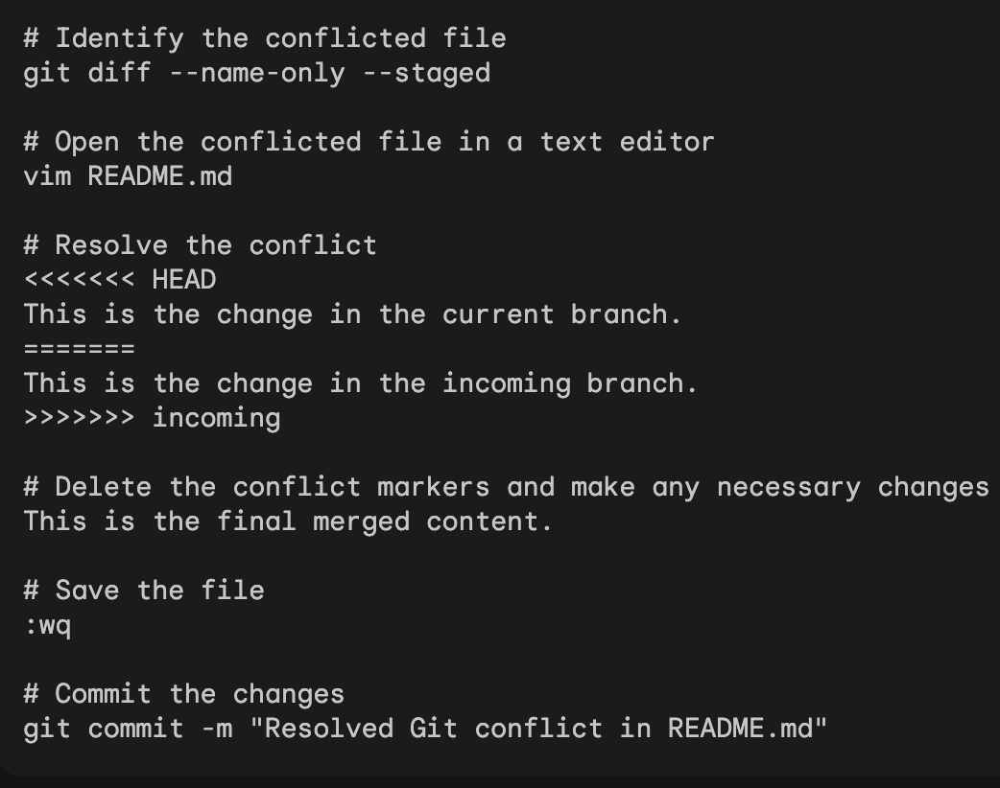 # Identify the conflicted file
git diff --name-only --staged
# Open the conflicted file in a text editor
vim README.md
# Resolve the conflict
<<<<<<< HEAD
This is the change in the current branch.
=======
This is the change in the incoming branch.
>>>>>>> incoming
# Delete the conflict markers and make any necessary changes
This is the final merged content.
# Save the file
:wq
# Commit the changes
git commit -m "Resolved Git conflict in README.md"